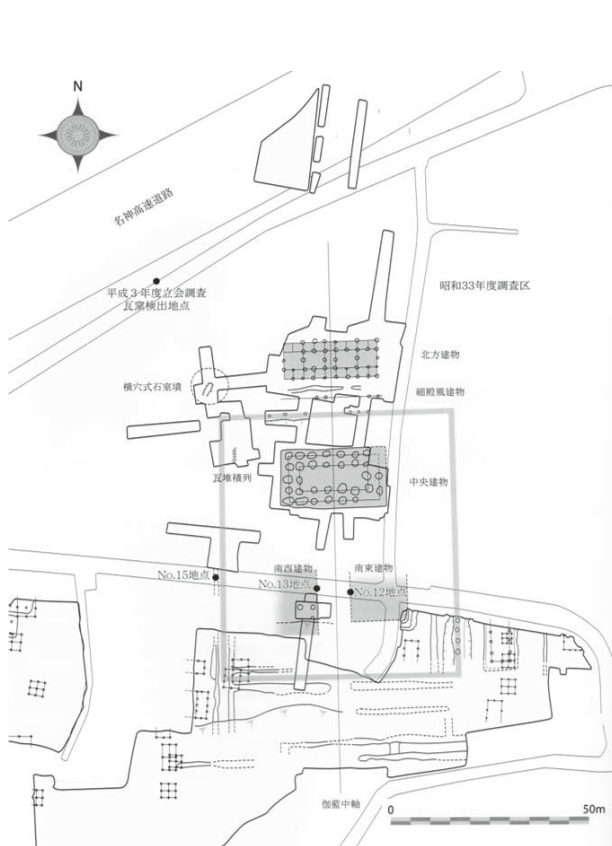 N
名神高速道路
平成3年度立会調査
瓦窯検出地点
昭和33年度調査区
北方建物
横穴式石室墳
細殿風建物
瓦堆積列
中央建物
南西建物
南東建物
No.15地点
No.13地点
No.12地点
伽藍中軸
0
50m